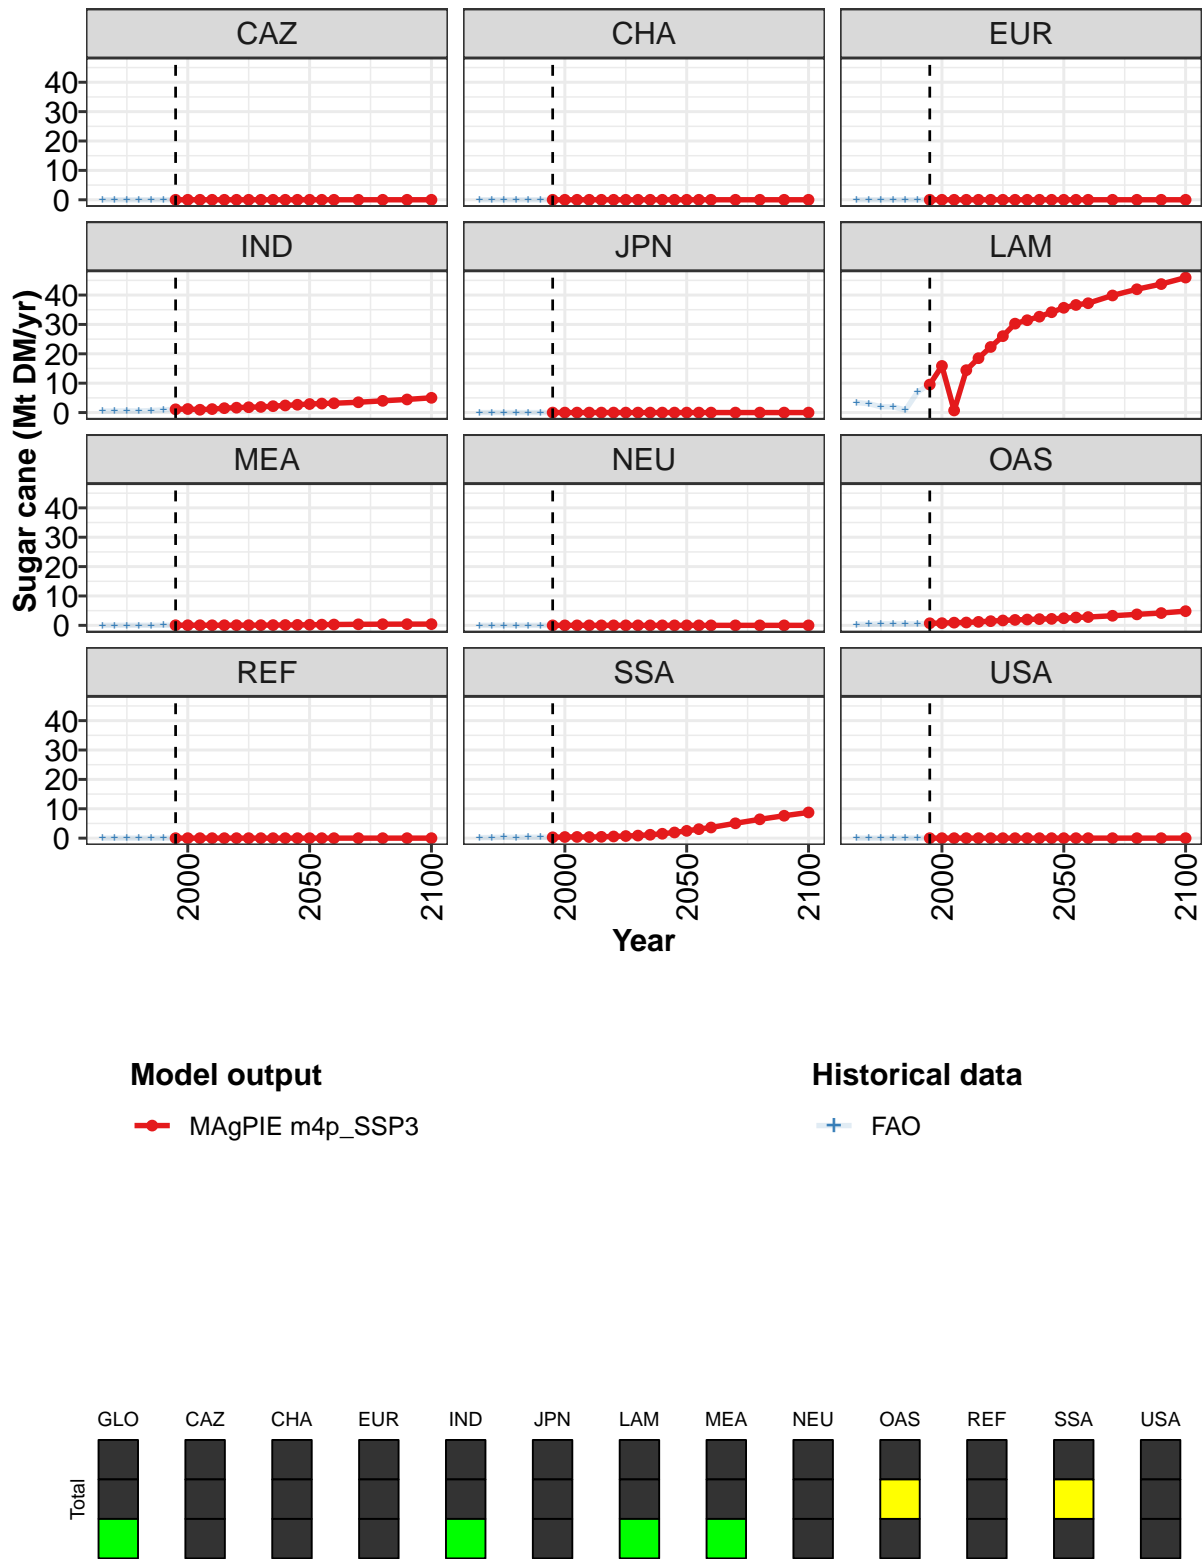 CAZ CHA EUR
40
30
20
10
0
IND JPN LAM
40
30
20
10
0
MEA NEU OAS
40
30
20
10
0
REF SSA USA
40
30
20
10
0
Sugar cane (Mt DM/yr)
2000 2050 2100 2000 2050 2100 2000 2050 2100
Year
Model output Historical data
MAgPIE m4p_SSP3 FAO
GLO CAZ CHA EUR IND JPN LAM MEA NEU OAS REF SSA USA
Total